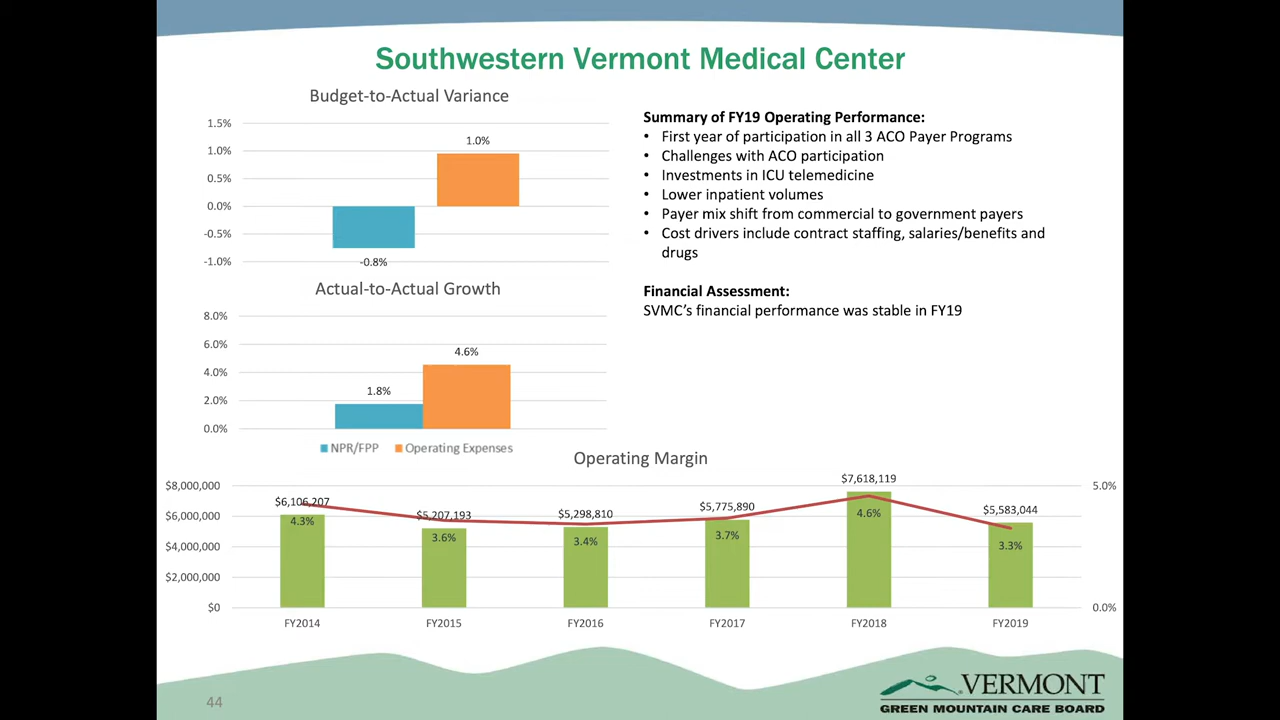 Southwestern Vermont Medical Center
Budget-to-Actual Variance
1.5%
1.0%
0.5%
0.0%
-0.5%
-1.0%
1.0%
-0.8%
Actual-to-Actual Growth
8.0%
6.0%
4.0%
2.0%
0.0%
1.8%
4.6%
NPR/FPP
Operating Expenses
Summary of FY19 Operating Performance:
• First year of participation in all 3 ACO Payer Programs
• Challenges with ACO participation
• Investments in ICU telemedicine
• Lower inpatient volumes
• Payer mix shift from commercial to government payers
• Cost drivers include contract staffing, salaries/benefits and
drugs
Financial Assessment:
SVMC's financial performance was stable in FY19
Operating Margin
$8,000,000
$6,000,000
$4,000,000
$2,000,000
$0
$6,106,207
$5,207,193
$5,298,810
$5,775,890
$7,618,119
$5,583,044
4.3%
3.6%
3.4%
3.7%
4.6%
3.3%
5.0%
0.0%
FY2014
FY2015
FY2016
FY2017
FY2018
FY2019
44
VERMONT
GREEN MOUNTAIN CARE BOARD